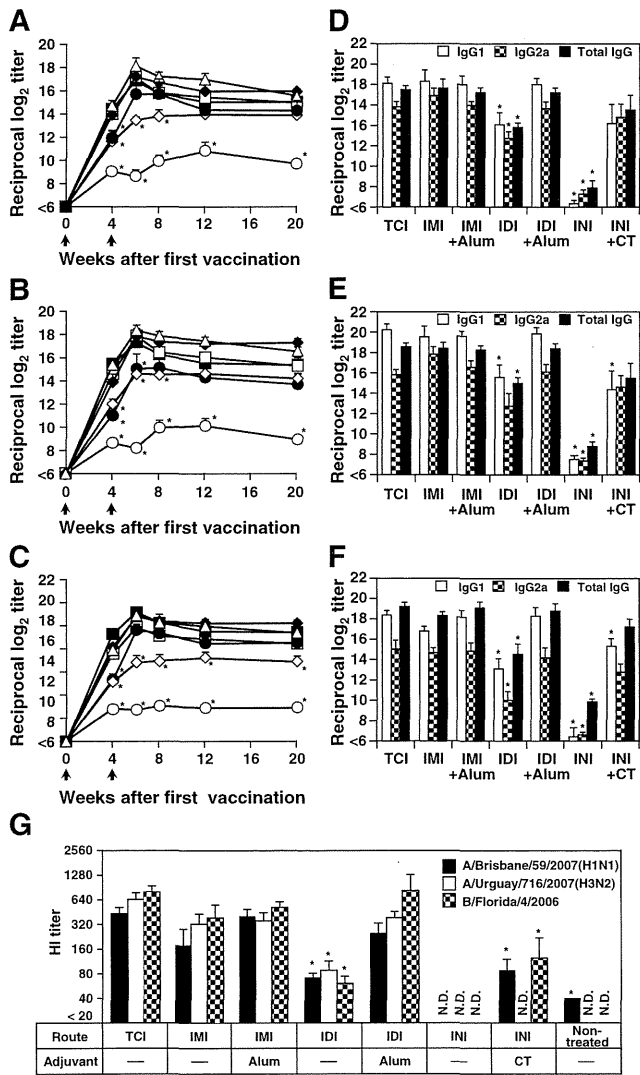 A
Reciprocal log2 titer
20
18
16
14
12
10
8
<6
0 4 8 12 16 20
Weeks after first vaccination
* * * * * * * * *
D
Reciprocal log2 titer
22
20
18
16
14
12
10
8
<6
IgG1 IgG2a Total IgG
* * * * * *
TCI IMI IMI +Alum IDI IDI +Alum INI INI +CT
B
Reciprocal log2 titer
20
18
16
14
12
10
8
<6
0 4 8 12 16 20
Weeks after first vaccination
* * * * * * * * *
E
Reciprocal log2 titer
22
20
18
16
14
12
10
8
<6
IgG1 IgG2a Total IgG
* * * * * * *
TCI IMI IMI +Alum IDI IDI +Alum INI INI +CT
C
Reciprocal log2 titer
22
20
18
16
14
12
10
8
<6
0 4 8 12 16 20
Weeks after first vaccination
* * * * * * * * * *
F
Reciprocal log2 titer
22
20
18
16
14
12
10
8
<6
IgG1 IgG2a Total IgG
* * * * * * *
TCI IMI IMI +Alum IDI IDI +Alum INI INI +CT
G
HI titer
2560
1280
640
320
160
80
40
< 20
A/Brisbane/59/2007(H1N1)
A/Urguay/716/2007(H3N2)
B/Florida/4/2006
* * * N.D. N.D. N.D. * N.D. * * N.D. N.D.
Route TCI IMI IMI IDI IDI INI INI Non-treated
Adjuvant — — Alum — Alum — CT —